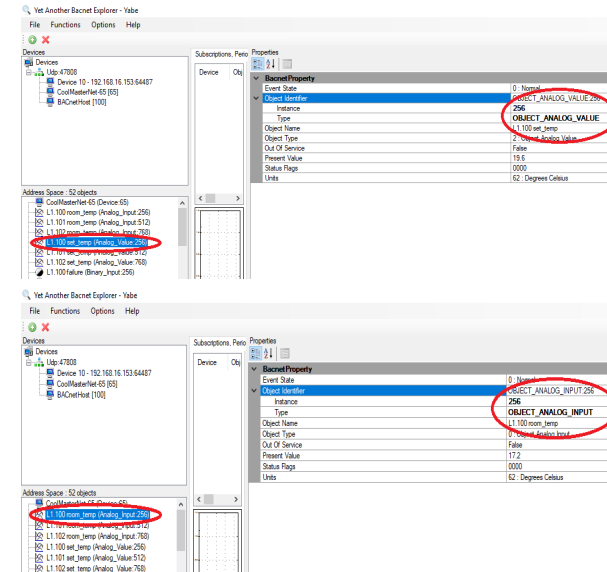 Yet Another Bacnet Explorer - Yabe
File Functions Options Help
Devices
Devices
Udp:47808
Device 10 - 192.168.16.153:64487
CoolMasterNet-65 [65]
BACnetHost [100]
Address Space : 52 objects
CoolMasterNet-65 (Device:65)
L1.100 room_temp (Analog_Input:256)
L1.101 room_temp (Analog_Input:512)
L1.102 room_temp (Analog_Input:768)
L1.100 set_temp (Analog_Value:256)
L1.101 set_temp (Analog_Value:512)
L1.102 set_temp (Analog_Value:768)
L1.100 failure (Binary_Input:256)
Subscriptions, Perio
Device Obj
Properties
BacnetProperty
Event State 0 : Normal
Object Identifier OBJECT_ANALOG_VALUE:256
Instance 256
Type OBJECT_ANALOG_VALUE
Object Name L1.100 set_temp
Object Type 2 : Object Analog Value
Out Of Service False
Present Value 19.6
Status Flags 0000
Units 62 : Degrees Celsius
Yet Another Bacnet Explorer - Yabe
File Functions Options Help
Devices
Devices
Udp:47808
Device 10 - 192.168.16.153:64487
CoolMasterNet-65 [65]
BACnetHost [100]
Address Space : 52 objects
CoolMasterNet-65 (Device:65)
L1.100 room_temp (Analog_Input:256)
L1.101 room_temp (Analog_Input:512)
L1.102 room_temp (Analog_Input:768)
L1.100 set_temp (Analog_Value:256)
L1.101 set_temp (Analog_Value:512)
L1.102 set_temp (Analog_Value:768)
Subscriptions, Perio
Device Obj
Properties
BacnetProperty
Event State 0 : Normal
Object Identifier OBJECT_ANALOG_INPUT:256
Instance 256
Type OBJECT_ANALOG_INPUT
Object Name L1.100 room_temp
Object Type 0 : Object Analog Input
Out Of Service False
Present Value 17.2
Status Flags 0000
Units 62 : Degrees Celsius